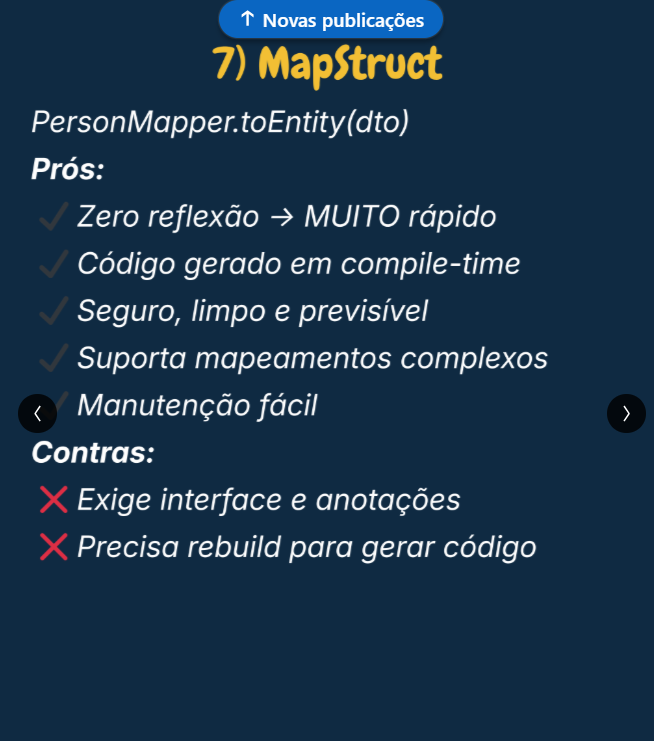 ↑ Novas publicações
7) MapStruct
PersonMapper.toEntity(dto)
Prós:
✔ Zero reflexão → MUITO rápido
✔ Código gerado em compile-time
✔ Seguro, limpo e previsível
✔ Suporta mapeamentos complexos
✔ Manutenção fácil
Contras:
❌ Exige interface e anotações
❌ Precisa rebuild para gerar código